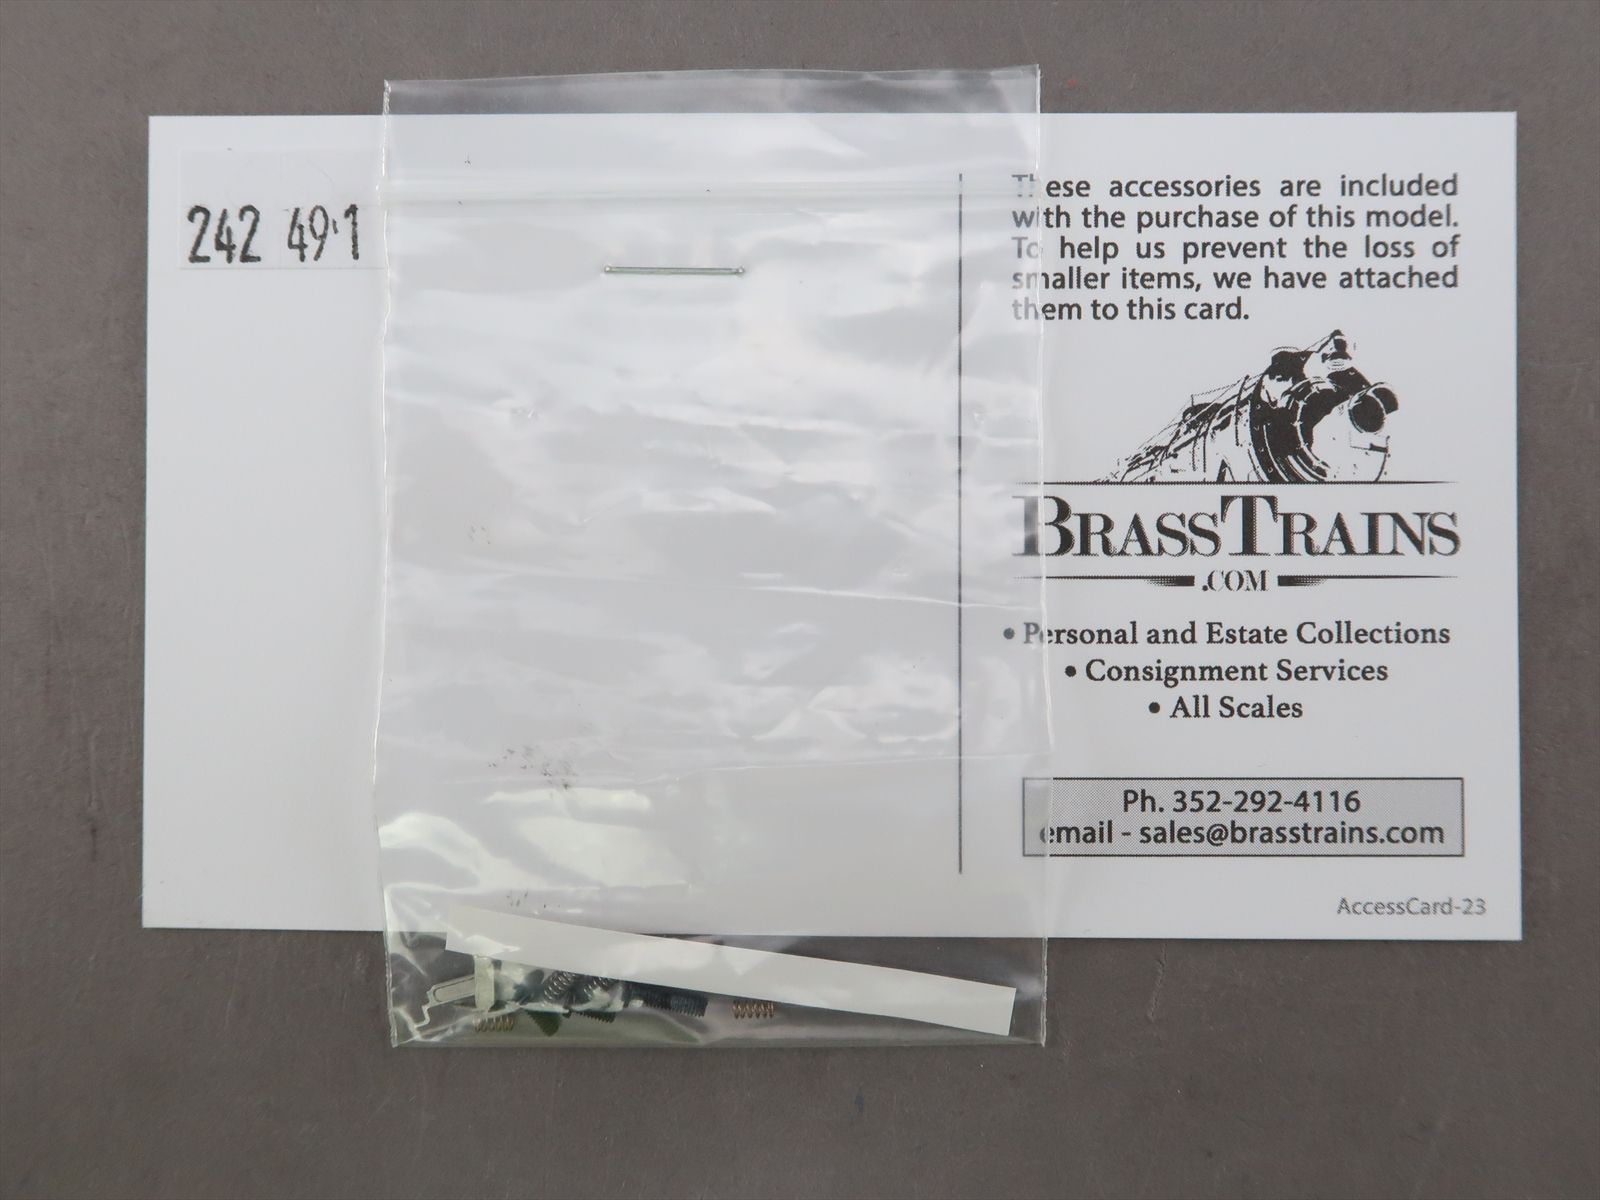 242 49'1
These accessories are included
with the purchase of this model.
To help us prevent the loss of
smaller items, we have attached
them to this card.
BRASSTRAINS
.COM
• Personal and Estate Collections
• Consignment Services
• All Scales
Ph. 352-292-4116
email - sales@brasstrains.com
AccessCard-23